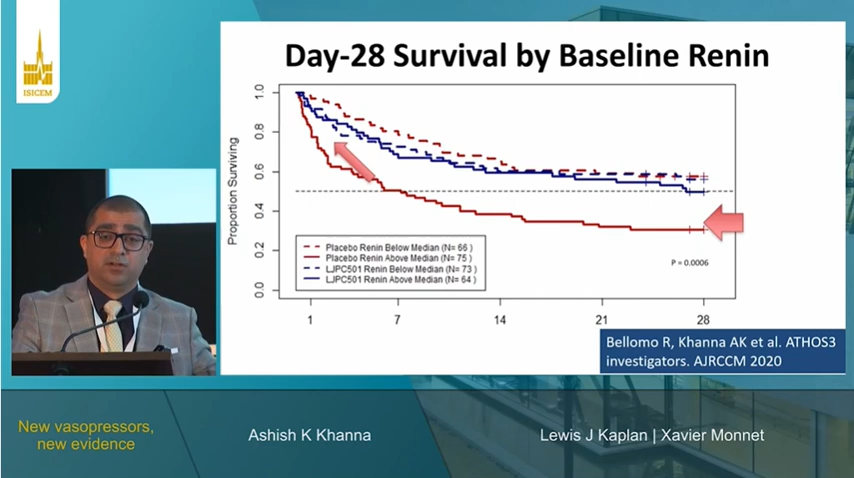 ISICEM
Day-28 Survival by Baseline Renin
Proportion Surviving
1.0
0.8
0.6
0.4
0.2
0.0
Placebo Renin Below Median (N= 66 )
Placebo Renin Above Median (N= 75 )
LJPC501 Renin Below Median (N= 73 )
LJPC501 Renin Above Median (N= 64 )
P = 0.0006
1
7
14
21
28
Bellomo R, Khanna AK et al. ATHOS3
investigators. AJRCCM 2020
New vasopressors,
new evidence
Ashish K Khanna
Lewis J Kaplan | Xavier Monnet